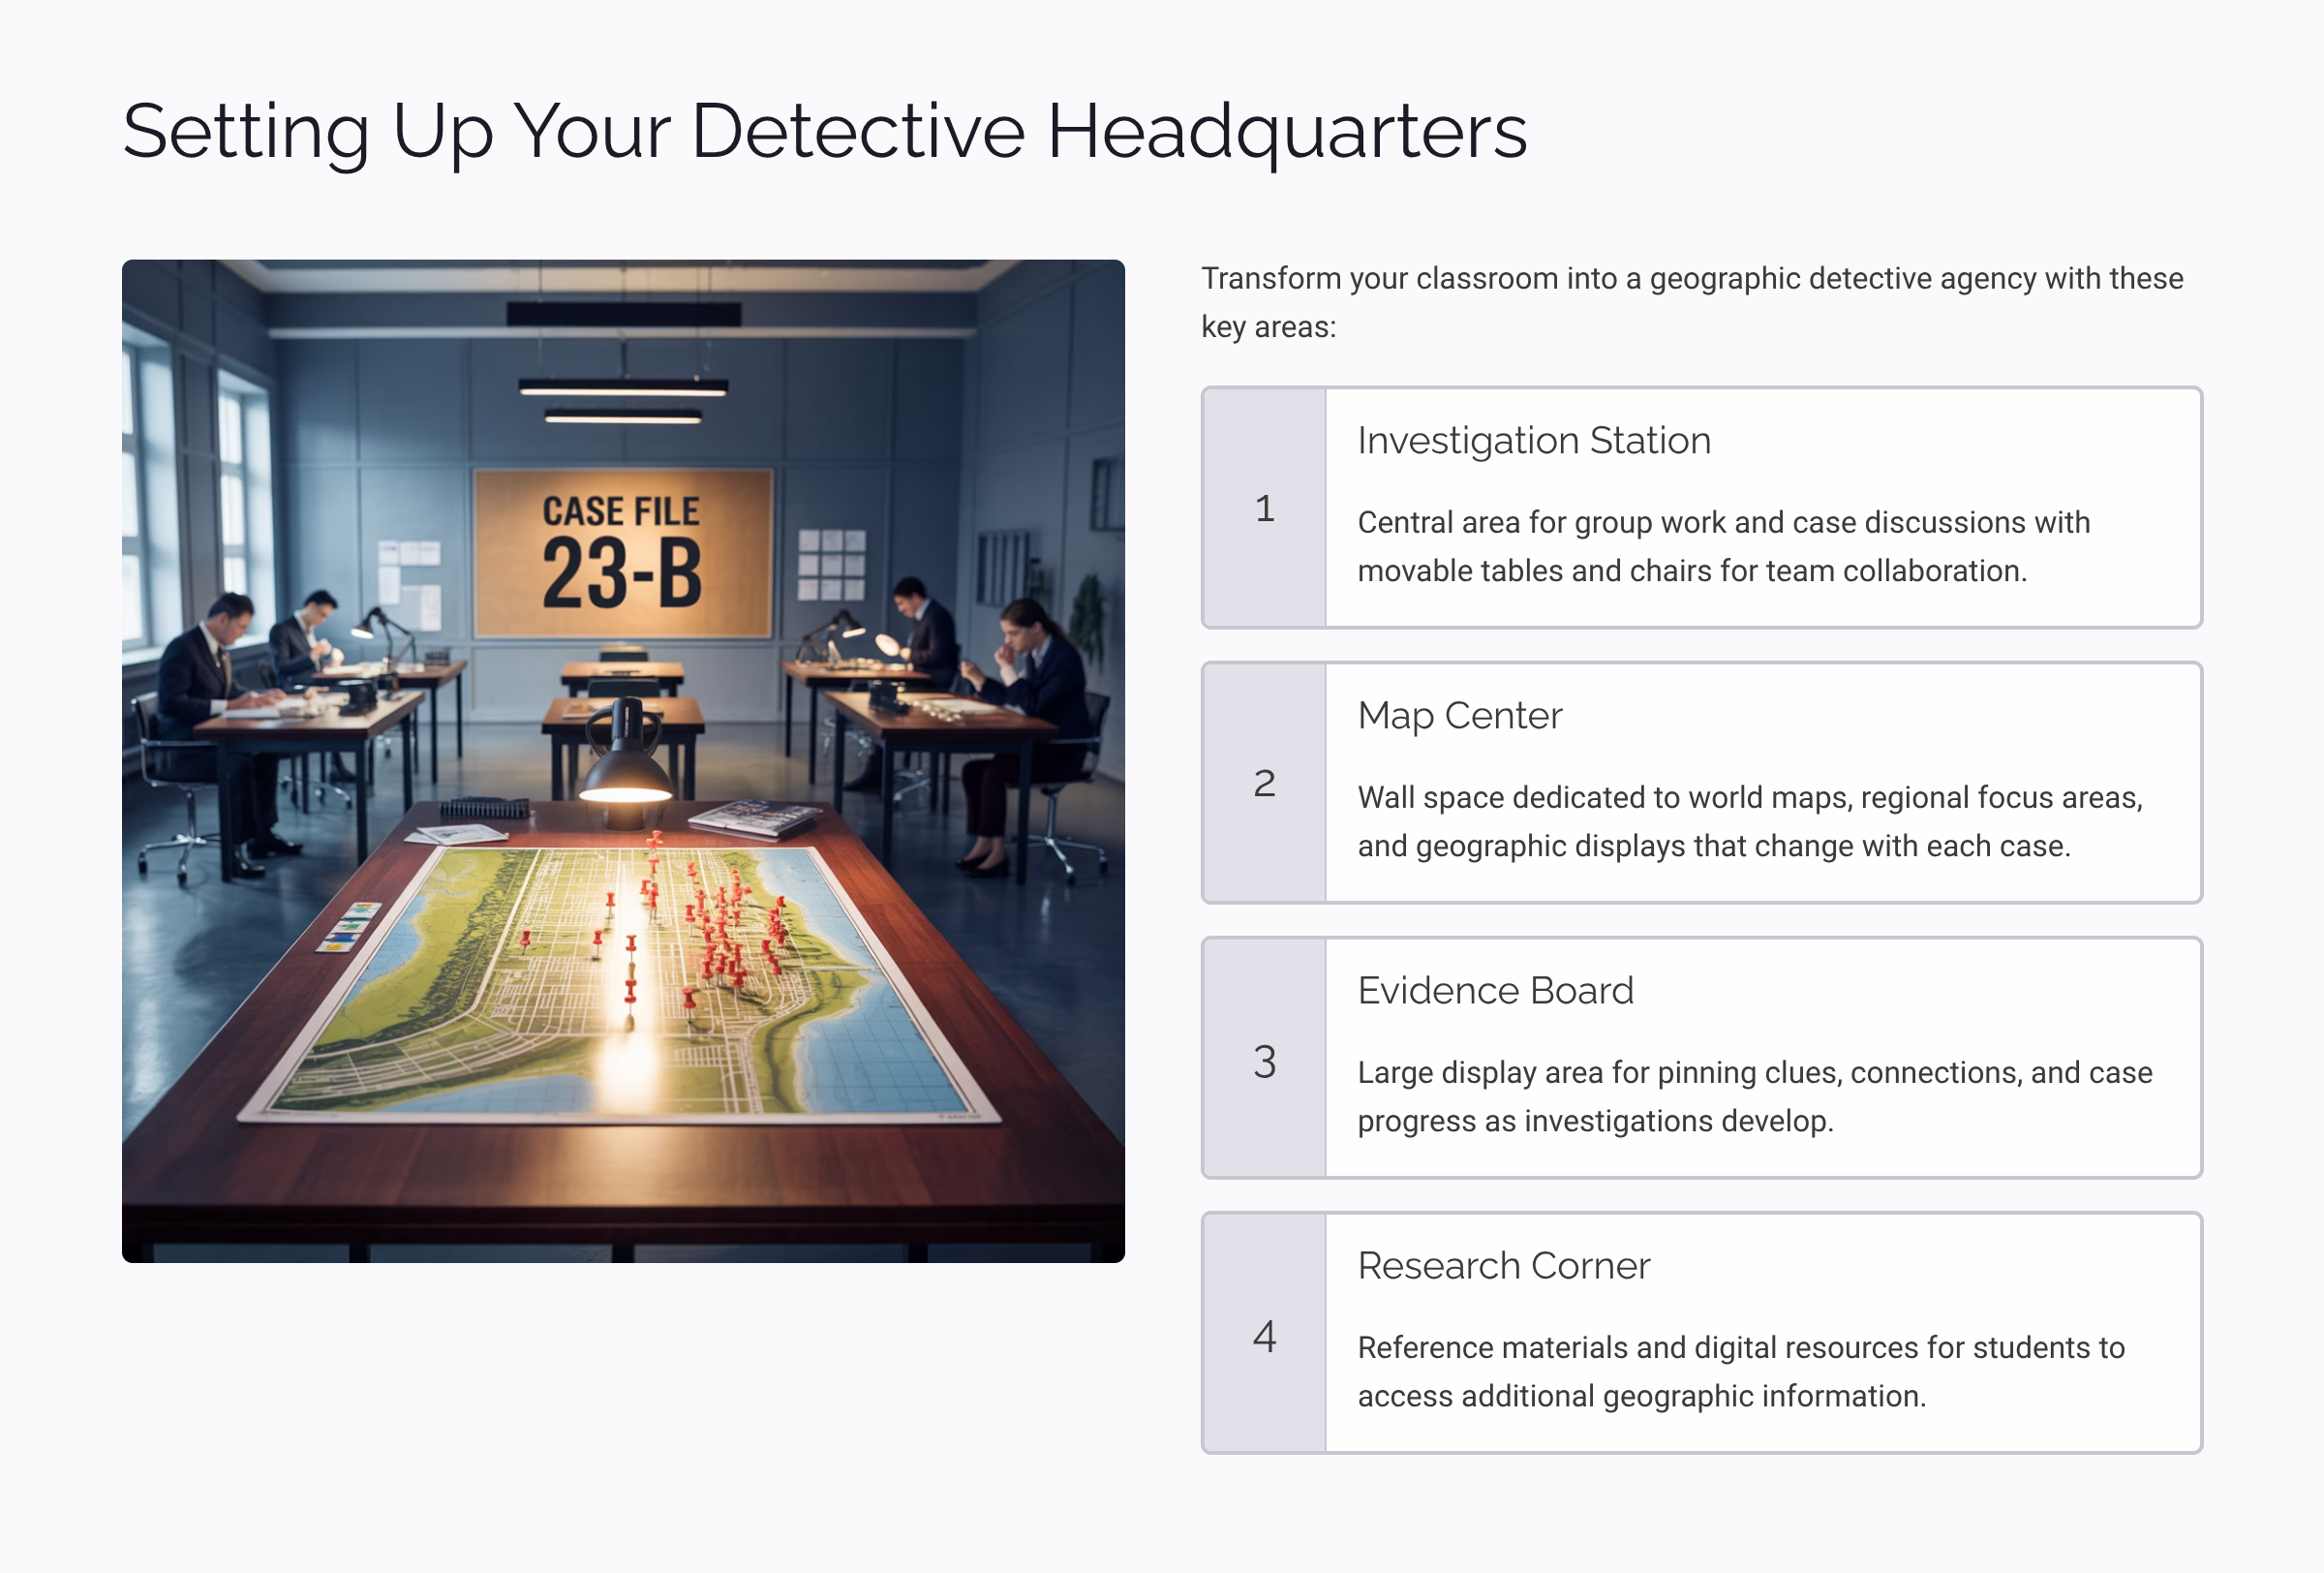 Setting Up Your Detective Headquarters
CASE FILE
23-B
Transform your classroom into a geographic detective agency with these
key areas:
1
Investigation Station
Central area for group work and case discussions with
movable tables and chairs for team collaboration.
2
Map Center
Wall space dedicated to world maps, regional focus areas,
and geographic displays that change with each case.
3
Evidence Board
Large display area for pinning clues, connections, and case
progress as investigations develop.
4
Research Corner
Reference materials and digital resources for students to
access additional geographic information.